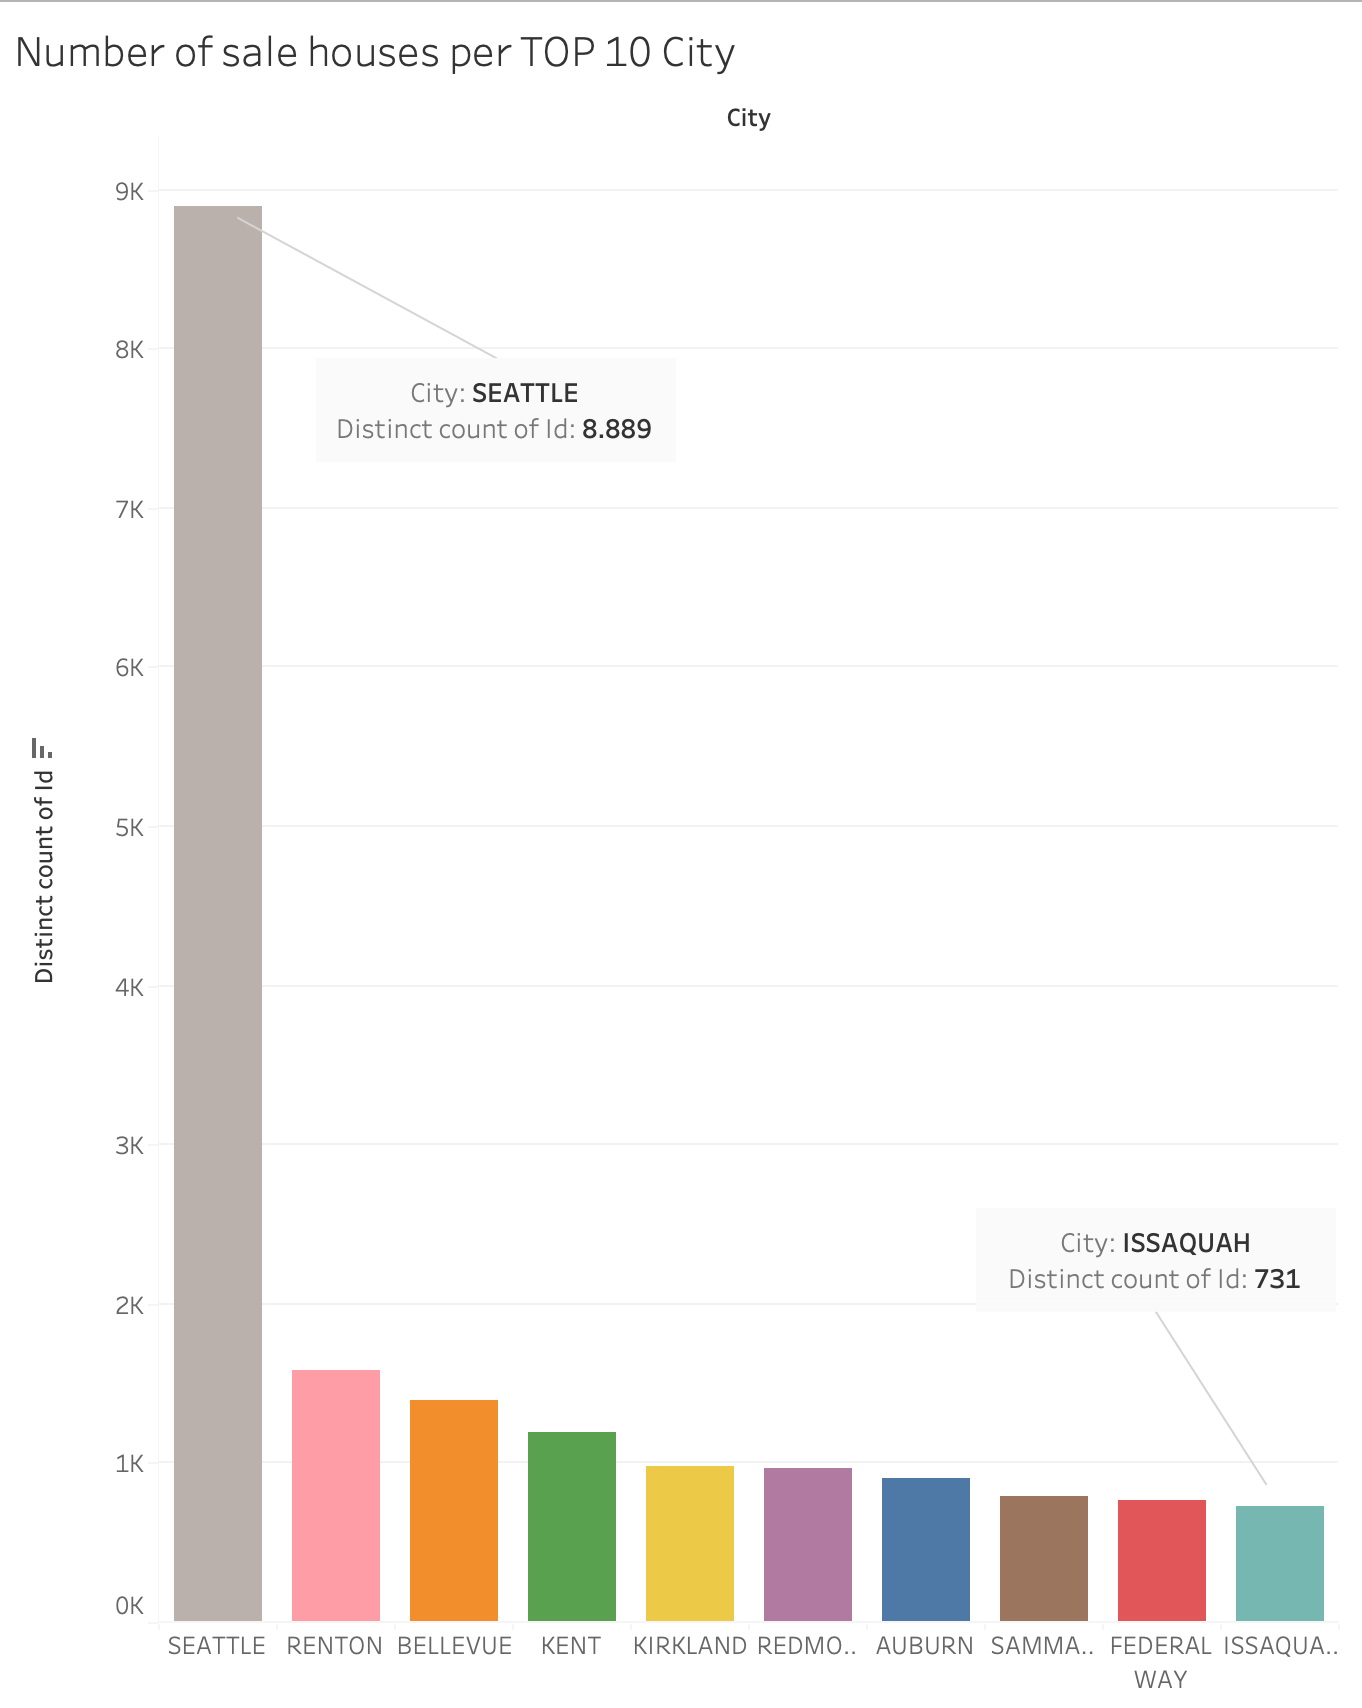 Number of sale houses per TOP 10 City
City
9K
8K
City: SEATTLE
Distinct count of Id: 8.889
7K
6K
5K
Distinct count of Id
4K
3K
City: ISSAQUAH
Distinct count of Id: 731
2K
1K
0K
SEATTLE RENTON BELLEVUE KENT KIRKLAND REDMO.. AUBURN SAMMA.. FEDERAL ISSAQUA..
WAY